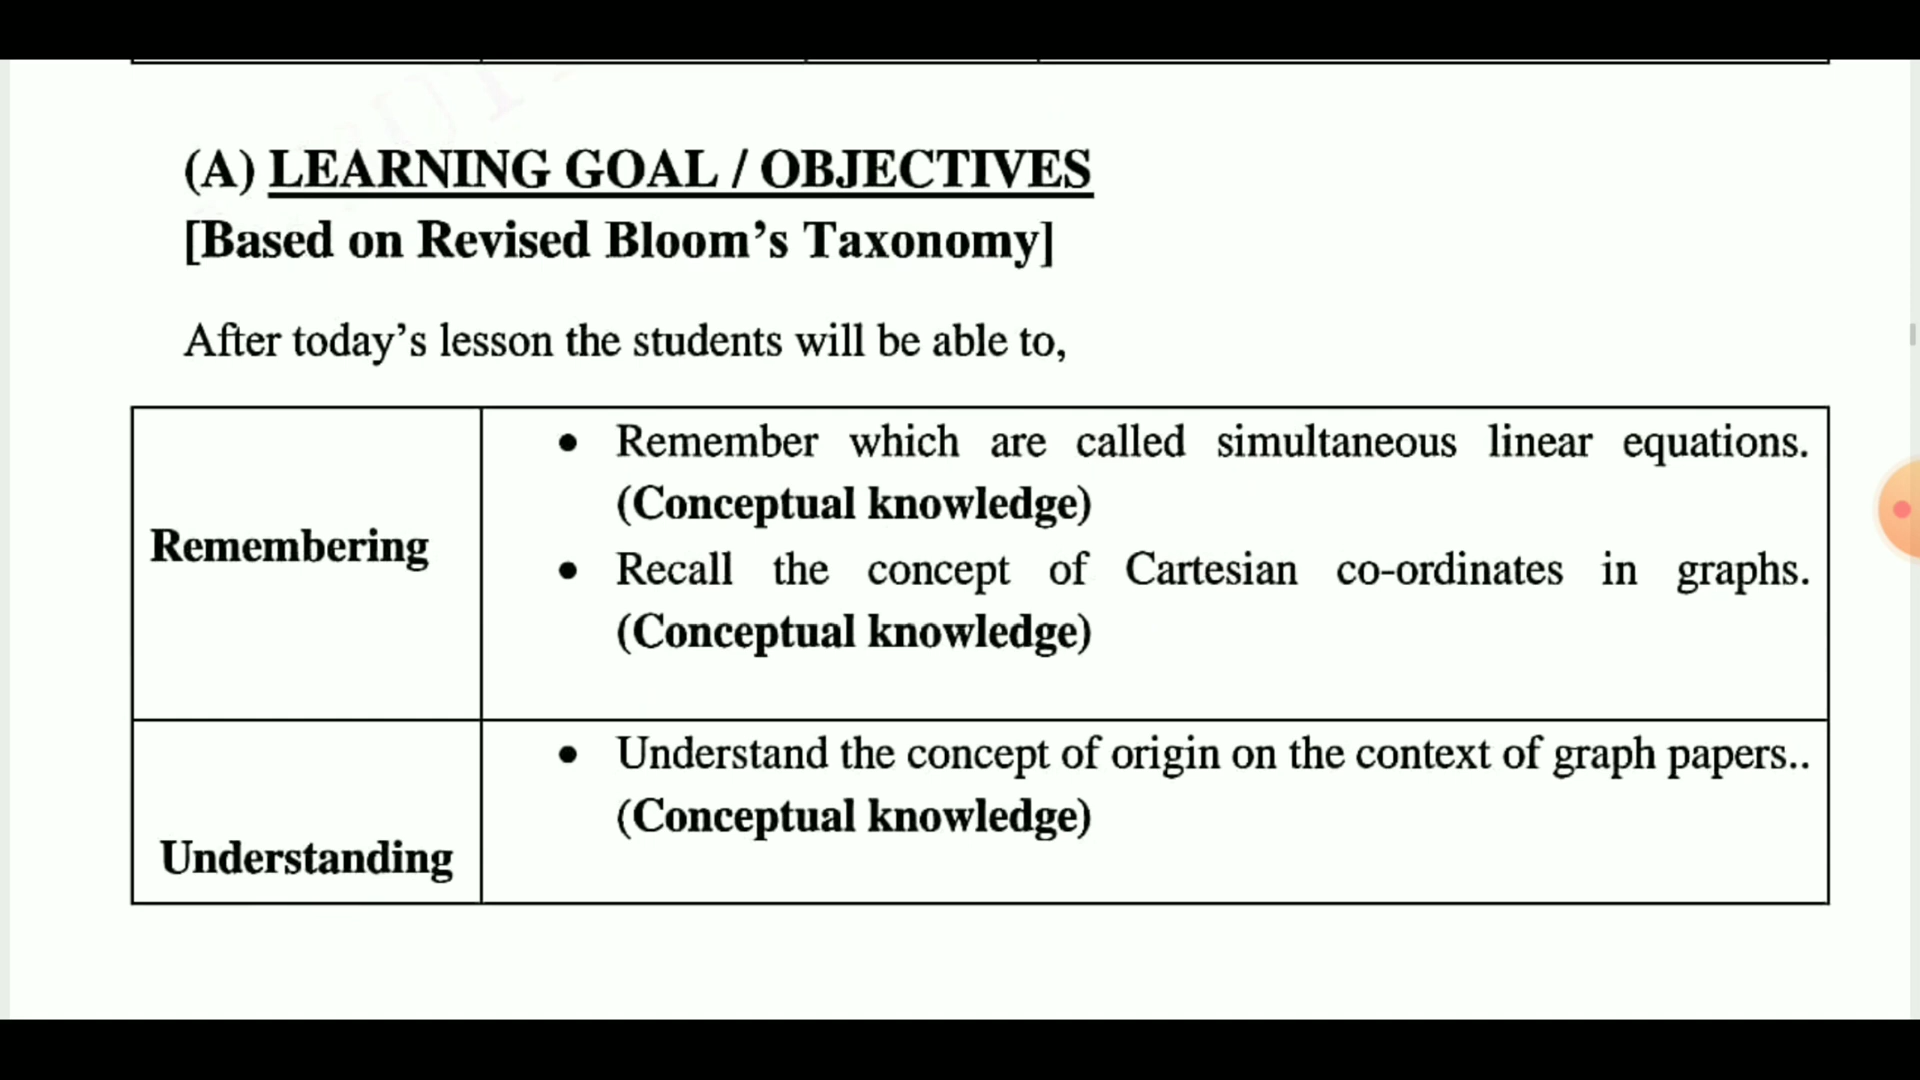 (A) LEARNING GOAL / OBJECTIVES
[Based on Revised Bloom’s Taxonomy]
After today’s lesson the students will be able to,
Remembering
• Remember which are called simultaneous linear equations.
(Conceptual knowledge)
• Recall the concept of Cartesian co-ordinates in graphs.
(Conceptual knowledge)
Understanding
• Understand the concept of origin on the context of graph papers..
(Conceptual knowledge)